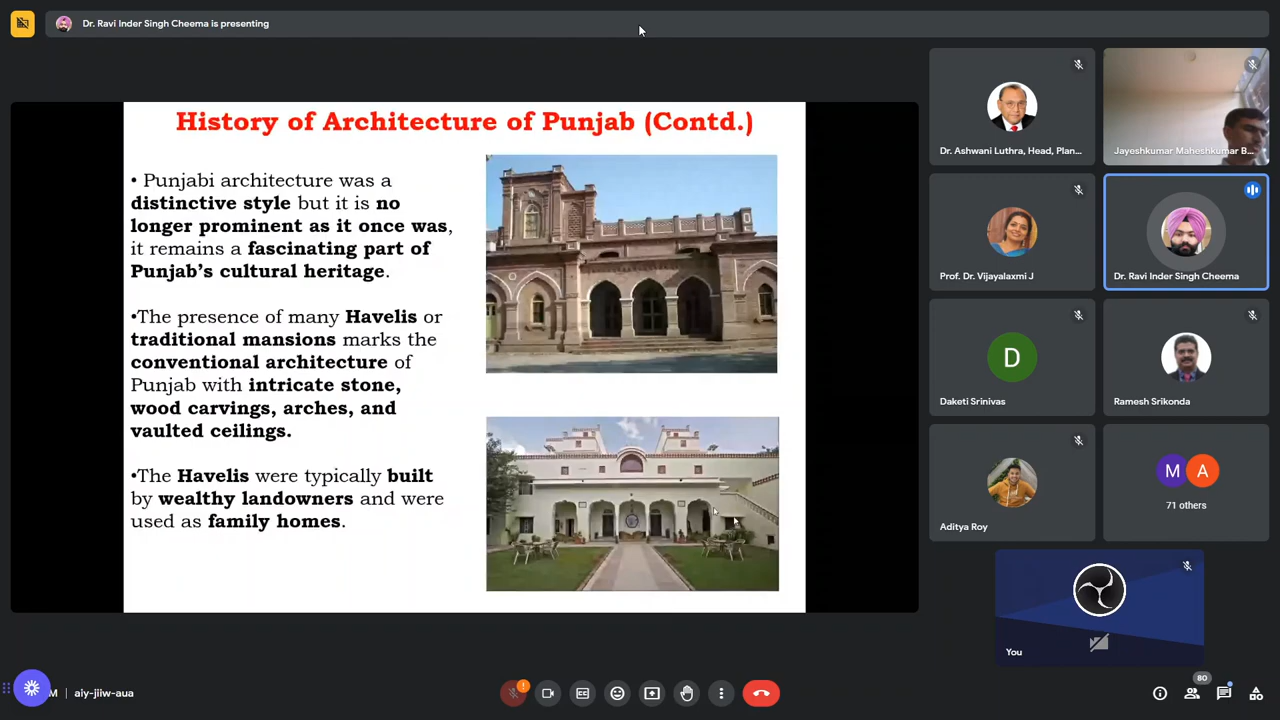 Dr. Ravi Inder Singh Cheema is presenting
History of Architecture of Punjab (Contd.)
• Punjabi architecture was a
distinctive style but it is no
longer prominent as it once was,
it remains a fascinating part of
Punjab's cultural heritage.
•The presence of many Havelis or
traditional mansions marks the
conventional architecture of
Punjab with intricate stone,
wood carvings, arches, and
vaulted ceilings.
•The Havelis were typically built
by wealthy landowners and were
used as family homes.
Dr. Ashwani Luthra, Head, Plan...
Jayeshkumar Maheshkumar B...
Prof. Dr. Vijayalaxmi J
Dr. Ravi Inder Singh Cheema
D
Daketi Srinivas
Ramesh Srikonda
Aditya Roy
M A
71 others
You
M | aiy-jiiw-aua
80